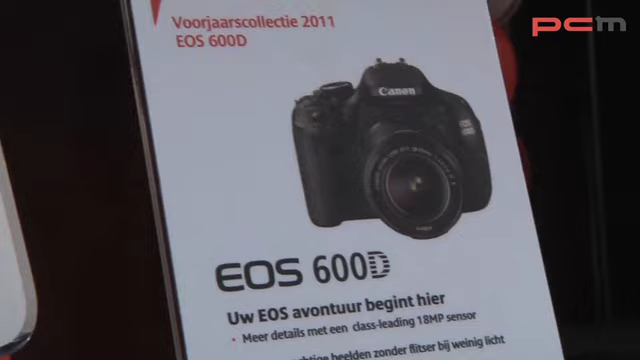 Voorjaarscollectie 2011
EOS 600D
PCM
Canon
EOS 600D
Uw EOS avontuur begint hier
• Meer details met een class-leading 18MP sensor
beelden zonder flitser bij weinig licht